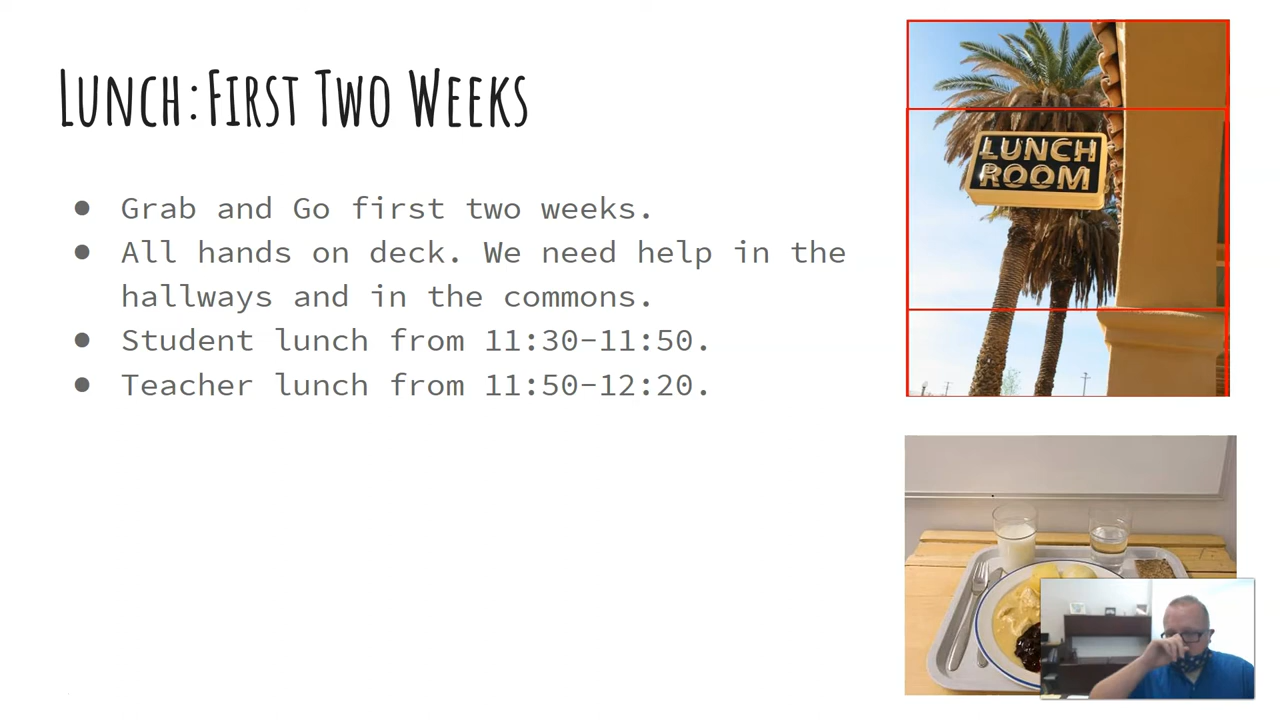 Lunch: First Two Weeks
● Grab and Go first two weeks.
● All hands on deck. We need help in the
hallways and in the commons.
● Student lunch from 11:30-11:50.
● Teacher lunch from 11:50-12:20.
LUNCH
ROOM